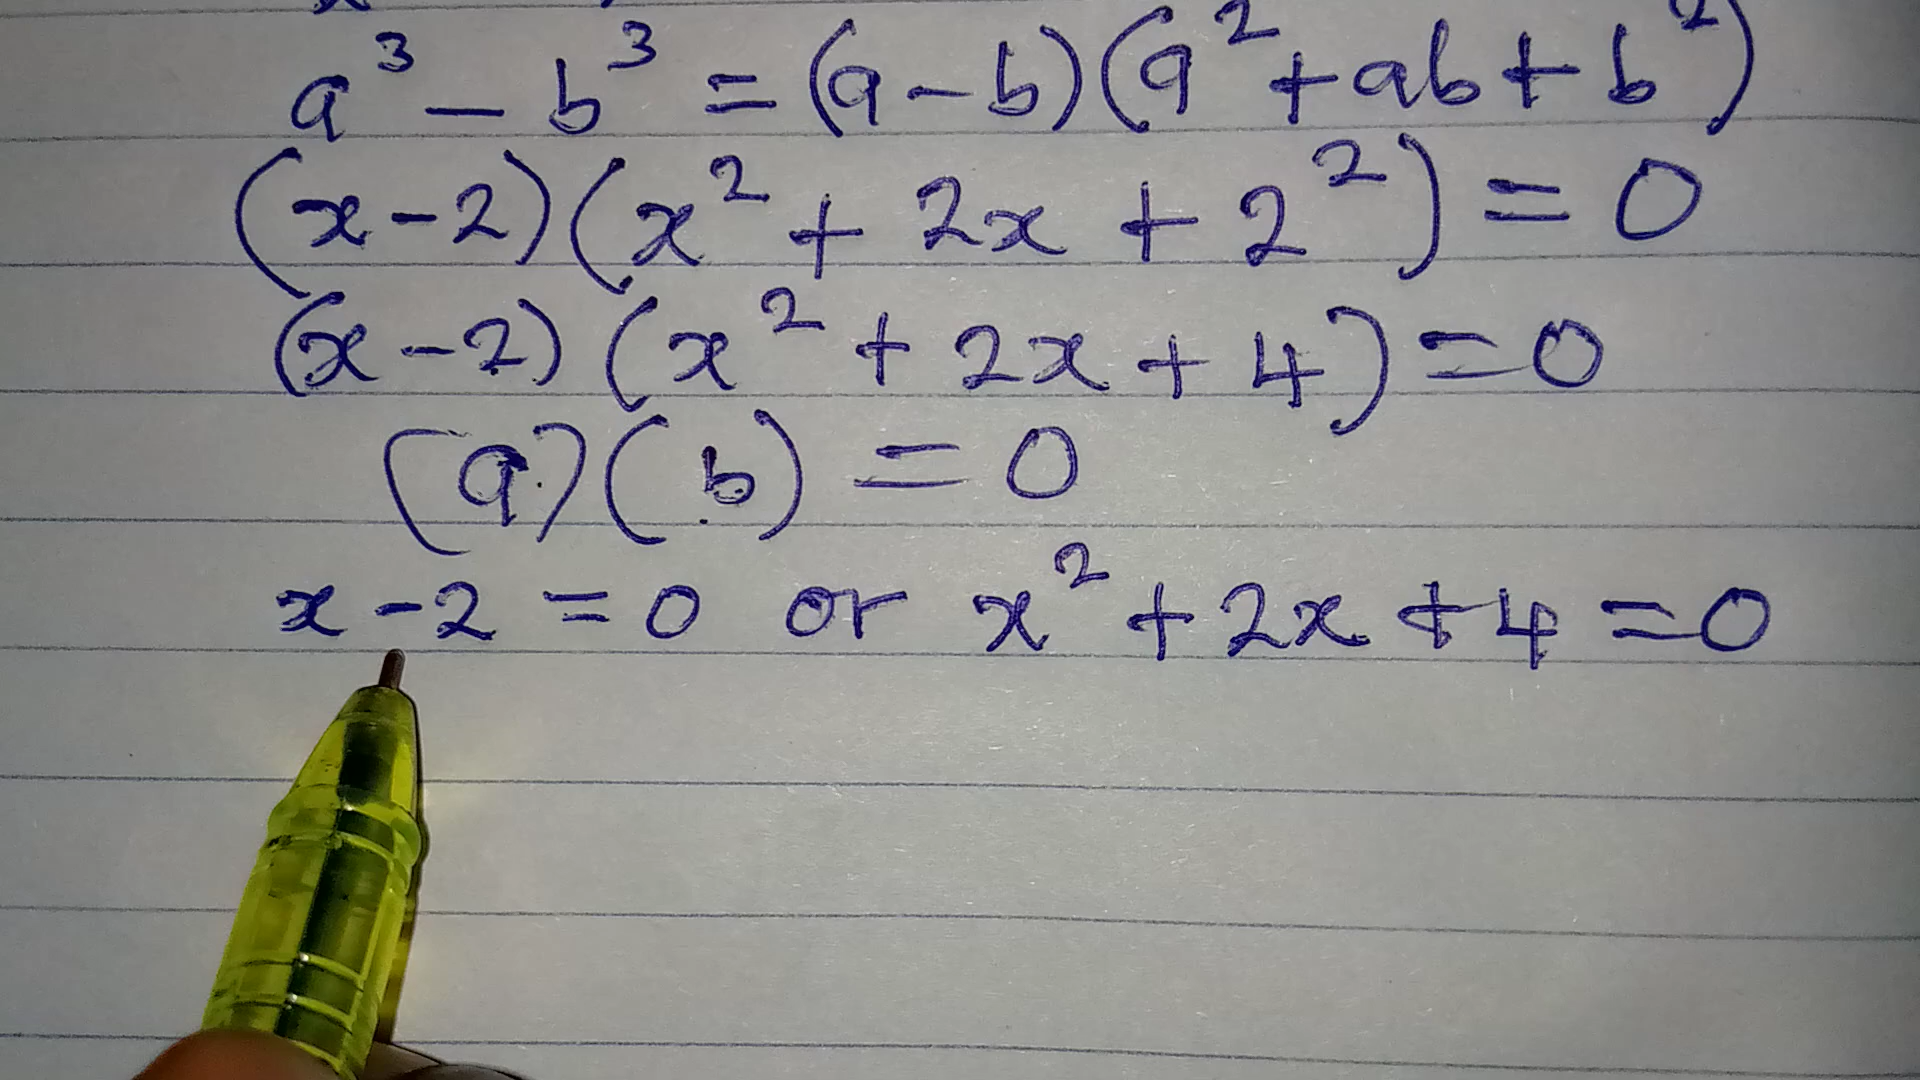 a³ - b³ = (a-b)(a²+ab+b²)
(x-2)(x² + 2x + 2²) = 0
(x-2)(x² + 2x + 4) = 0
(a)(b) = 0
x-2 = 0 or x² + 2x + 4 = 0